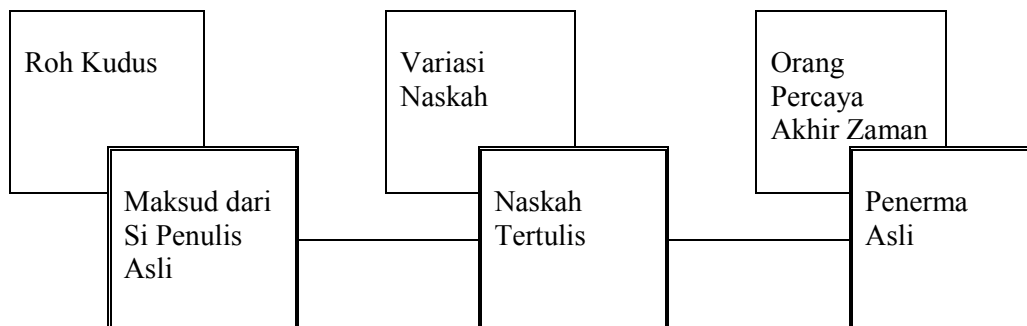 Roh Kudus
Variasi
Naskah
Orang
Percaya
Akhir Zaman
Maksud dari
Si Penulis
Asli
Naskah
Tertulis
Penerma
Asli